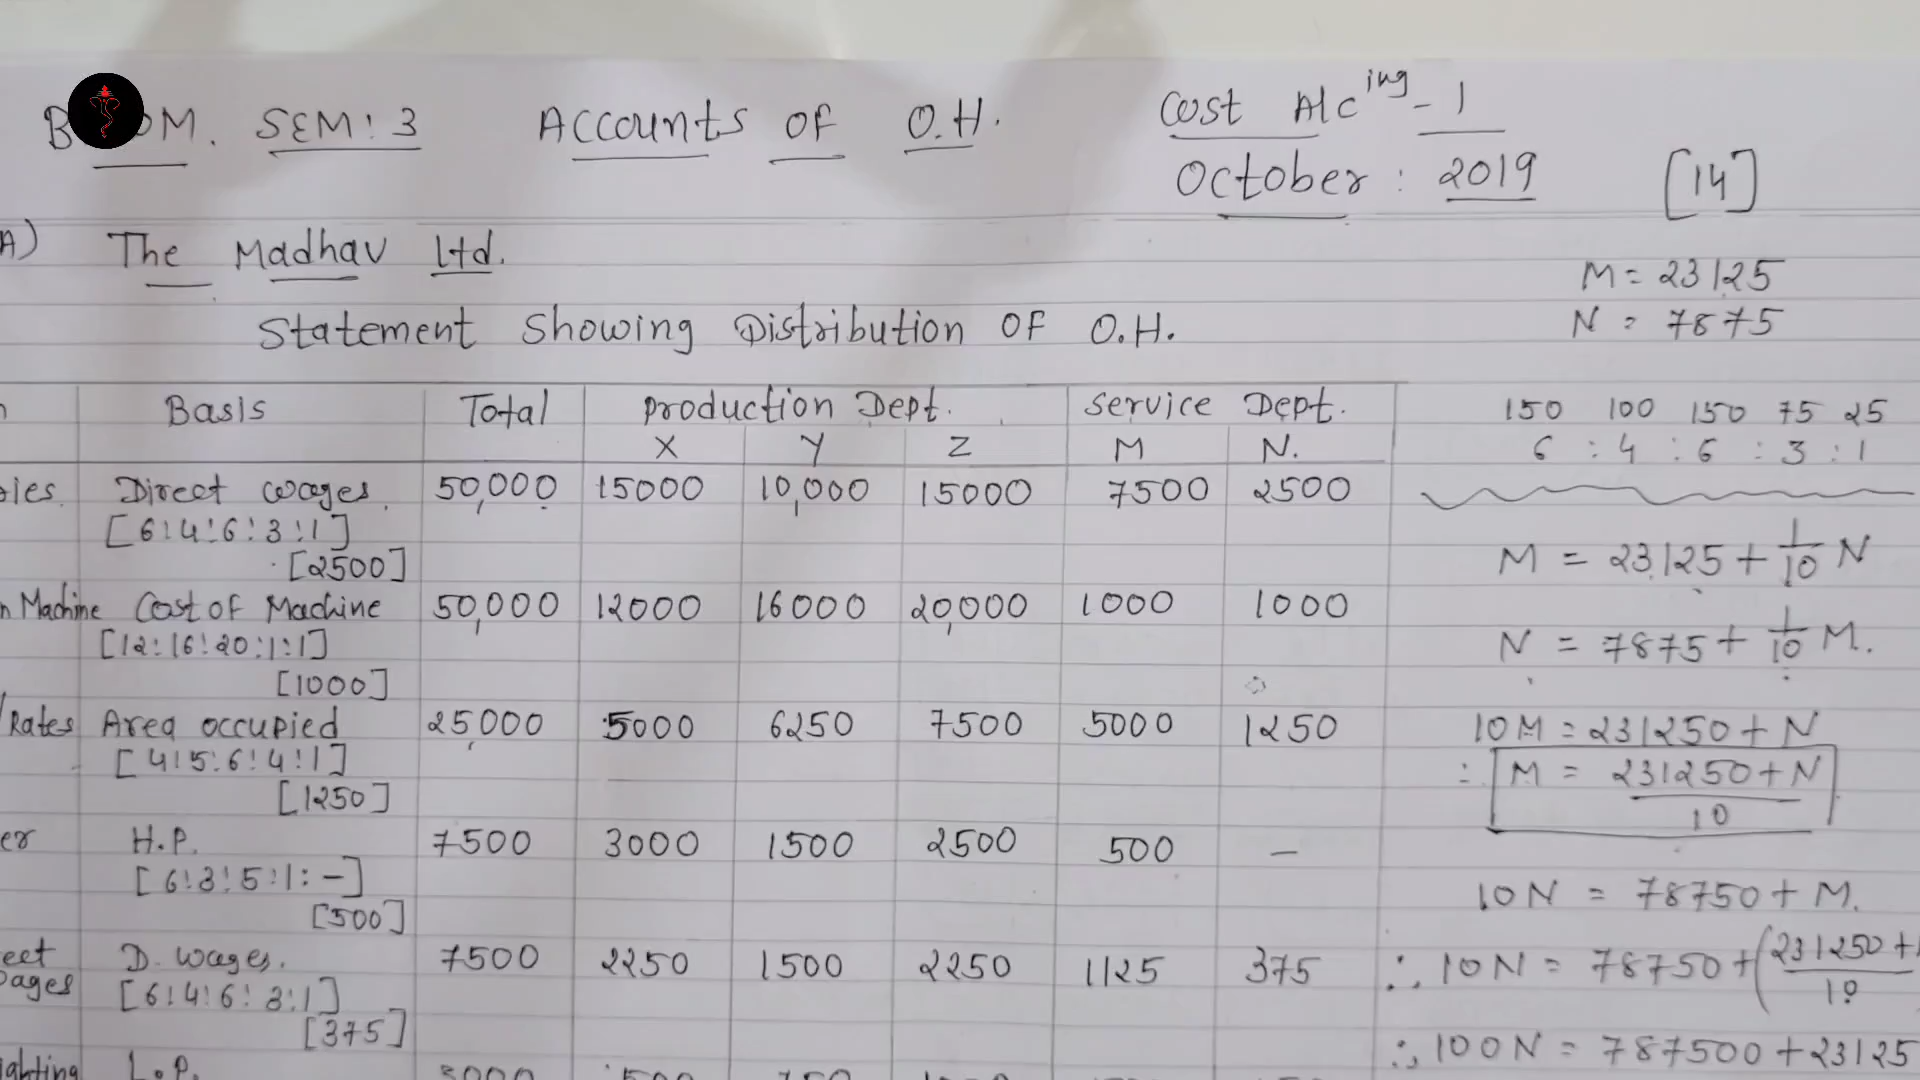 SEM: 3 Accounts OF O.H. Cost A/c ing - 1
October : 2019 [14]
A) The Madhav Ltd.
M = 23125
Statement Showing Distribution OF O.H.
N = 7875
Basis Total Production Dept. Service Dept.
150 100 150 75 25
X Y Z M N.
6 : 4 : 6 : 3 : 1
Direct wages 50,000 15000 10,000 15000 7500 2500
[6:4:6:3:1]
[2500]
M = 23125 + 1/10 N
Machine Cost of Machine 50,000 12000 16000 20,000 1000 1000
[12:16:20:1:1]
N = 7875 + 1/10 M.
[1000]
Rates Area occupied 25000 5000 6250 7500 5000 1250
10M = 231250 + N
[4:5:6:4:1]
∴ M = 231250 + N / 10
[1250]
H.P. 7500 3000 1500 2500 500 —
[6:3:5:1:-]
10N = 78750 + M.
[500]
D. wages. 7500 2250 1500 2250 1125 375
∴ 10N = 78750 + (231250 + / 10
[6:4:6:3:1]
[375]
∴ 100N = 787500 + 23125
L.P.